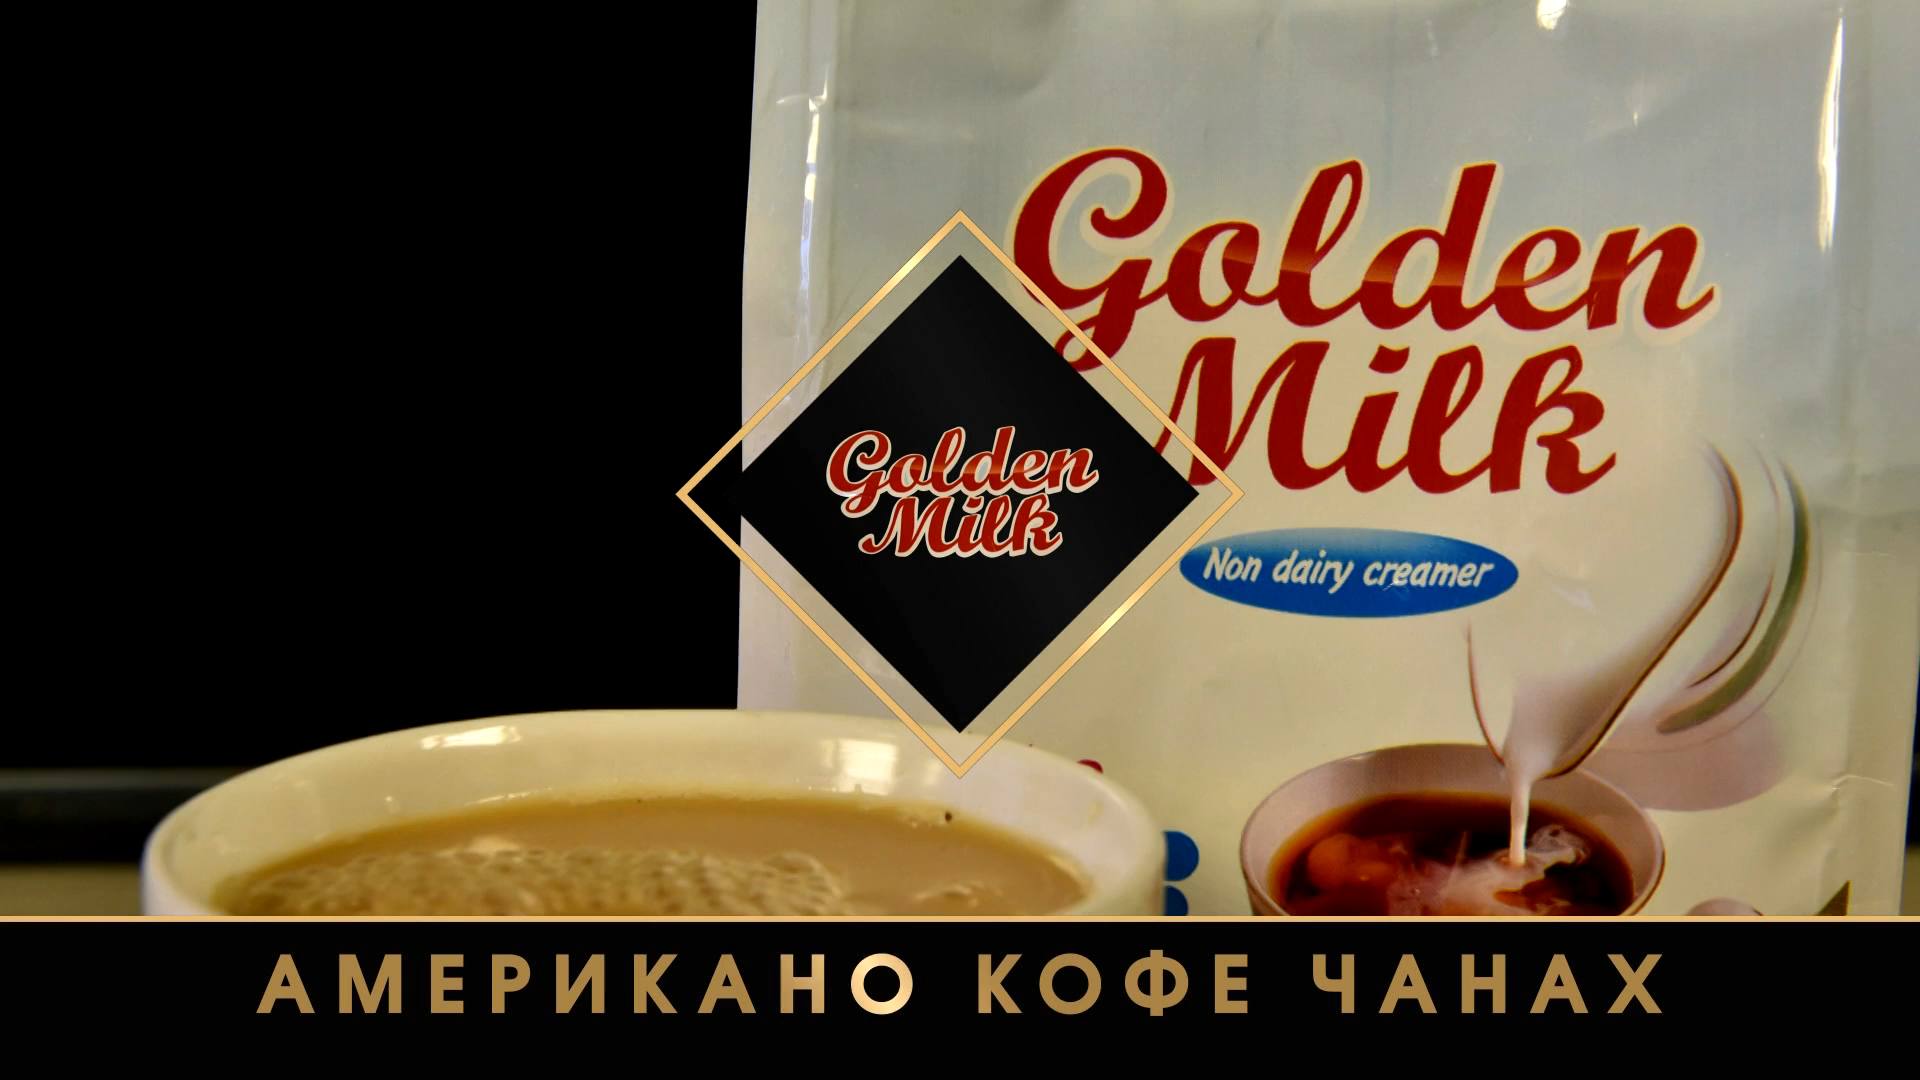 Golden
Milk
Non dairy creamer
Golden
Milk
АМЕРИКАНО КОФЕ ЧАНАХ